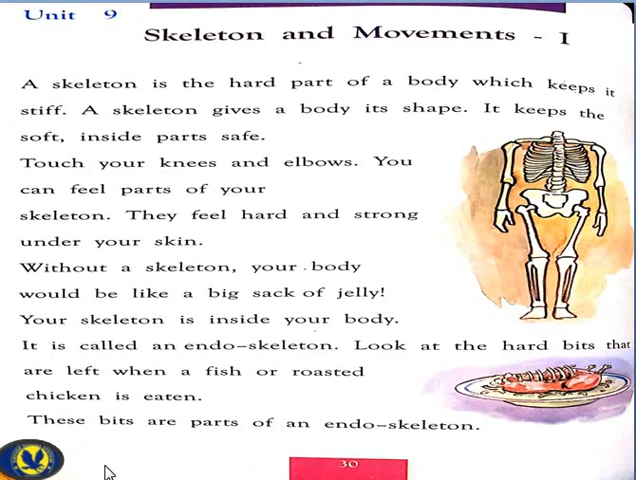 Unit 9
Skeleton and Movements - I
A skeleton is the hard part of a body which keeps it
stiff. A skeleton gives a body its shape. It keeps the
soft, inside parts safe.
Touch your knees and elbows. You
can feel parts of your
skeleton. They feel hard and strong
under your skin.
Without a skeleton, your body
would be like a big sack of jelly!
Your skeleton is inside your body.
It is called an endo-skeleton. Look at the hard bits that
are left when a fish or roasted
chicken is eaten.
These bits are parts of an endo-skeleton.
30